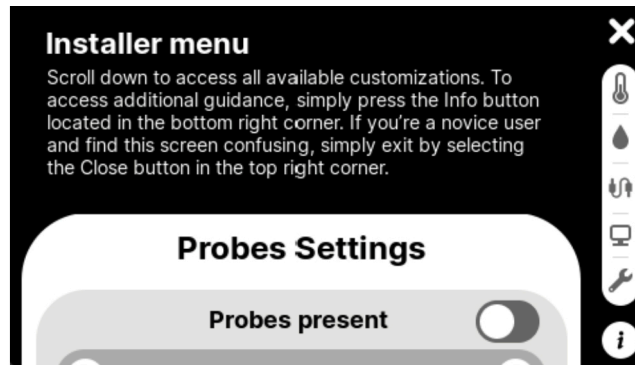 Installer menu
Scroll down to access all available customizations. To
access additional guidance, simply press the Info button
located in the bottom right corner. If you're a novice user
and find this screen confusing, simply exit by selecting
the Close button in the top right corner.
Probes Settings
Probes present
i